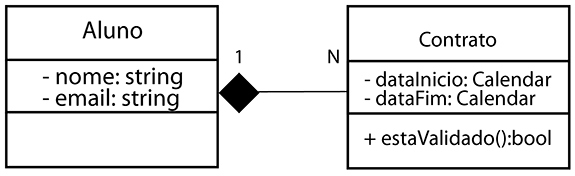 Aluno
- nome: string
- email: string
1
N
Contrato
- dataInicio: Calendar
- dataFim: Calendar
+ estaValidado():bool